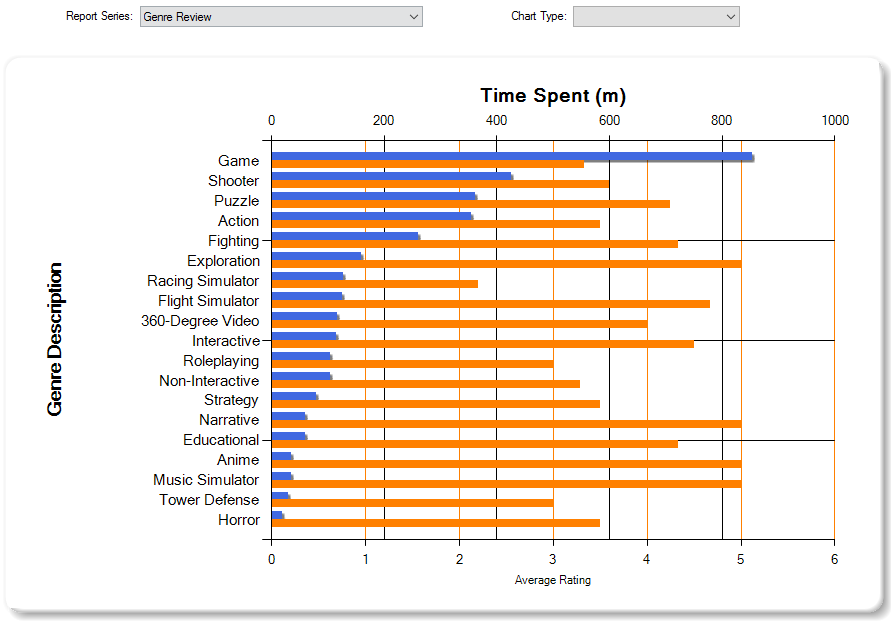 Report Series: Genre Review Chart Type:
Time Spent (m)
0 200 400 600 800 1000
Genre Description
Game
Shooter
Puzzle
Action
Fighting
Exploration
Racing Simulator
Flight Simulator
360-Degree Video
Interactive
Roleplaying
Non-Interactive
Strategy
Narrative
Educational
Anime
Music Simulator
Tower Defense
Horror
0 1 2 3 4 5 6
Average Rating